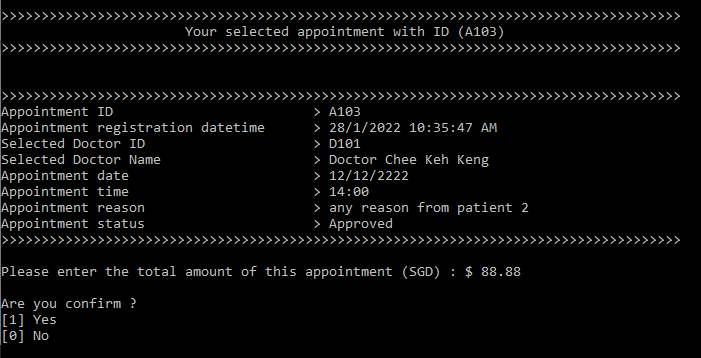 >>>>>>>>>>>>>>>>>>>>>>>>>>>>>>>>>>>>>>>>>>>>>>>>>>>>>>>>>>>>>>>>>>>>>>>>>>>>>>>>>>>>>
Your selected appointment with ID (A103)
>>>>>>>>>>>>>>>>>>>>>>>>>>>>>>>>>>>>>>>>>>>>>>>>>>>>>>>>>>>>>>>>>>>>>>>>>>>>>>>>>>>>>
>>>>>>>>>>>>>>>>>>>>>>>>>>>>>>>>>>>>>>>>>>>>>>>>>>>>>>>>>>>>>>>>>>>>>>>>>>>>>>>>>>>>>
Appointment ID > A103
Appointment registration datetime > 28/1/2022 10:35:47 AM
Selected Doctor ID > D101
Selected Doctor Name > Doctor Chee Keh Keng
Appointment date > 12/12/2222
Appointment time > 14:00
Appointment reason > any reason from patient 2
Appointment status > Approved
>>>>>>>>>>>>>>>>>>>>>>>>>>>>>>>>>>>>>>>>>>>>>>>>>>>>>>>>>>>>>>>>>>>>>>>>>>>>>>>>>>>>>
Please enter the total amount of this appointment (SGD) : $ 88.88
Are you confirm ?
[1] Yes
[0] No